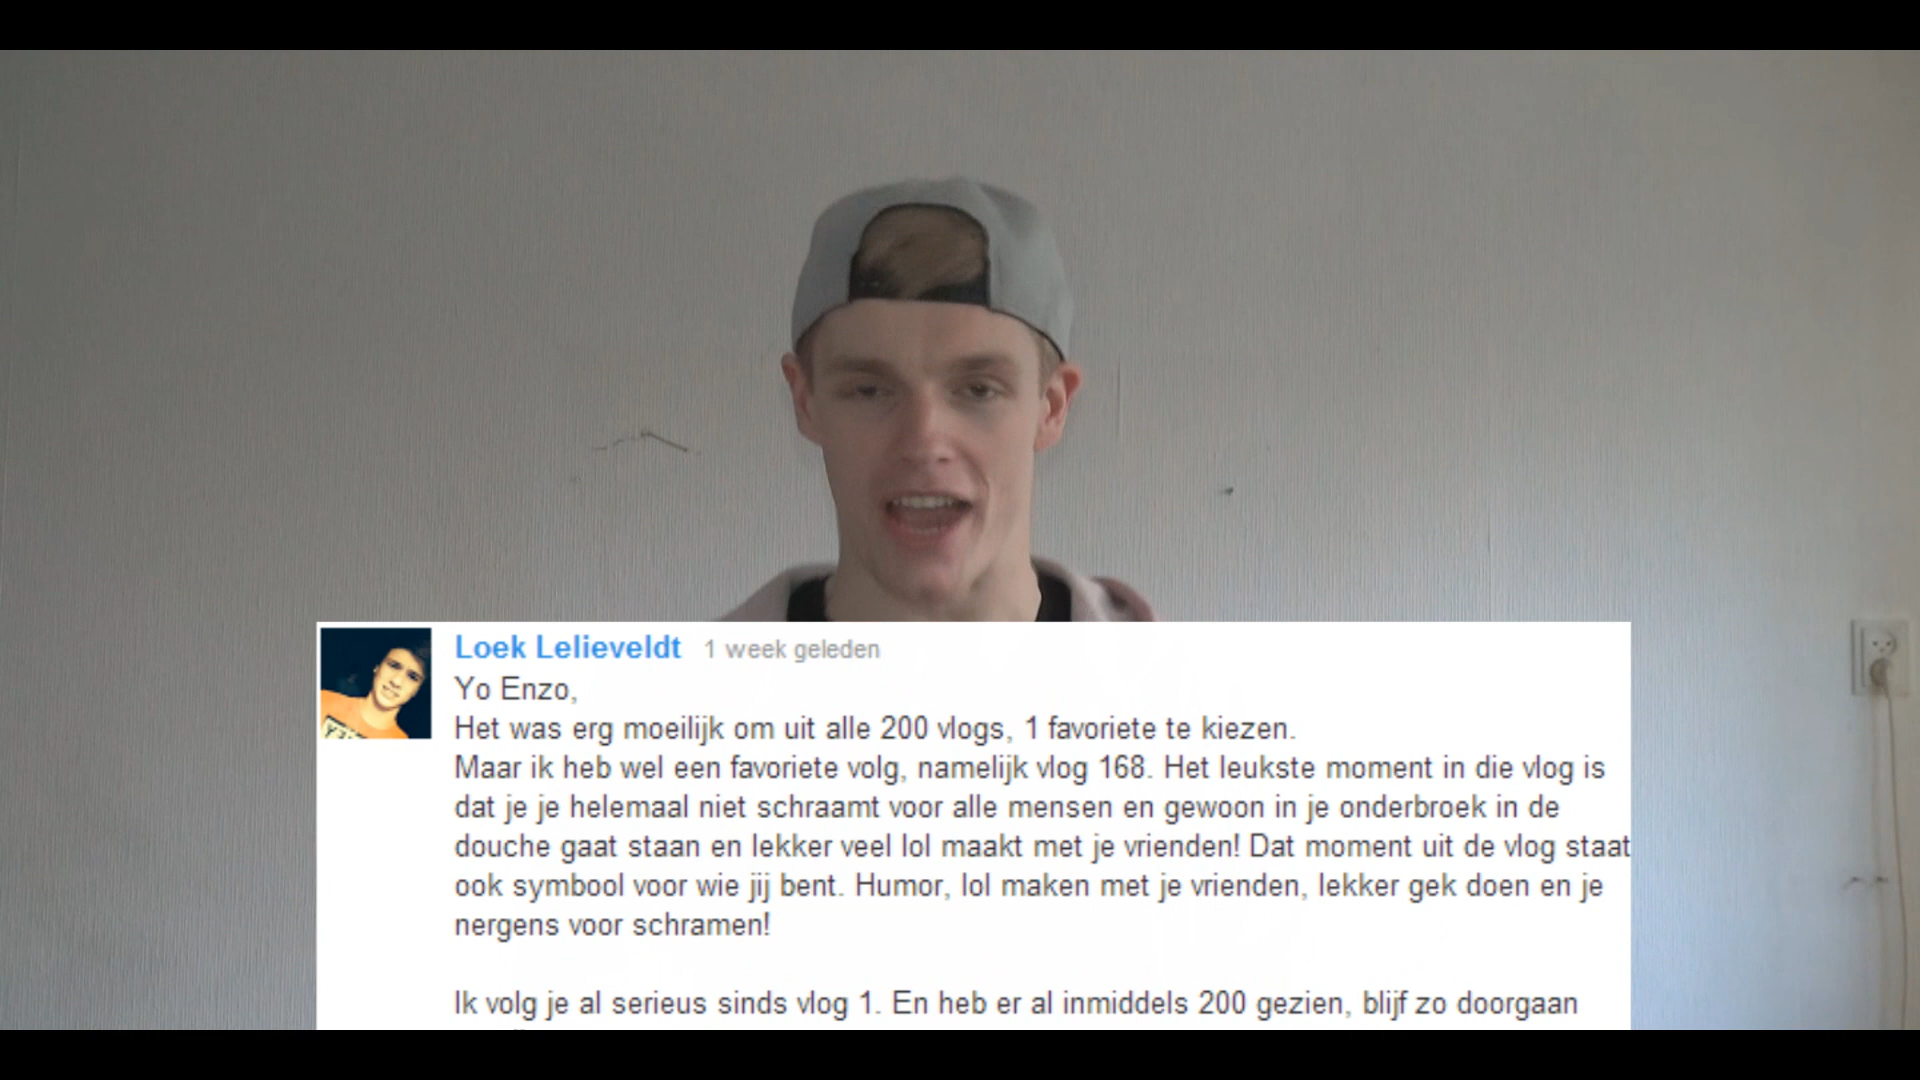 Loek Lelieveldt 1 week geleden
Yo Enzo,
Het was erg moeilijk om uit alle 200 vlogs, 1 favoriete te kiezen.
Maar ik heb wel een favoriete volg, namelijk vlog 168. Het leukste moment in die vlog is
dat je je helemaal niet schraamt voor alle mensen en gewoon in je onderbroek in de
douche gaat staan en lekker veel lol maakt met je vrienden! Dat moment uit de vlog staat
ook symbool voor wie jij bent. Humor, lol maken met je vrienden, lekker gek doen en je
nergens voor schramen!
Ik volg je al serieus sinds vlog 1. En heb er al inmiddels 200 gezien, blijf zo doorgaan